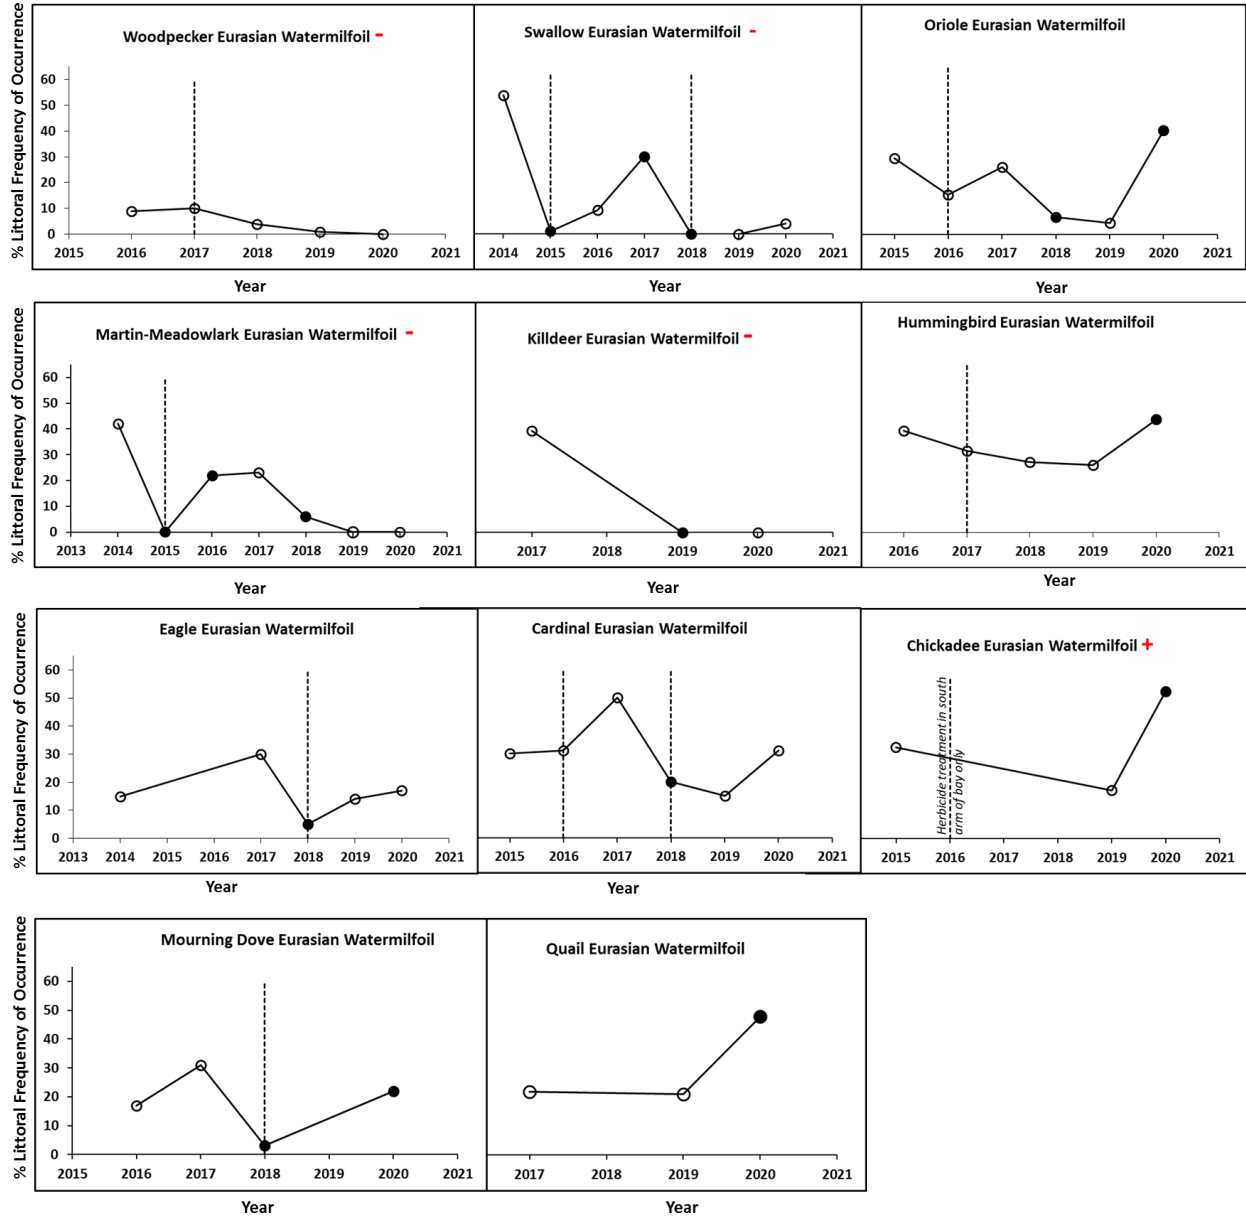 Woodpecker Eurasian Watermilfoil -
Swallow Eurasian Watermilfoil -
Oriole Eurasian Watermilfoil
% Littoral Frequency of Occurrence
60
50
40
30
20
10
0
2015 2016 2017 2018 2019 2020 2021
2014 2015 2016 2017 2018 2019 2020 2021
2015 2016 2017 2018 2019 2020 2021
Year
Year
Year
Martin-Meadowlark Eurasian Watermilfoil -
Killdeer Eurasian Watermilfoil -
Hummingbird Eurasian Watermilfoil
% Littoral Frequency of Occurrence
60
50
40
30
20
10
0
2013 2014 2015 2016 2017 2018 2019 2020 2021
2017 2018 2019 2020 2021
2016 2017 2018 2019 2020 2021
Year
Year
Year
Eagle Eurasian Watermilfoil
Cardinal Eurasian Watermilfoil
Chickadee Eurasian Watermilfoil +
% Littoral Frequency of Occurrence
60
50
40
30
20
10
0
Herbicide treatment in south
arm of bay only
2013 2014 2015 2016 2017 2018 2019 2020 2021
2015 2016 2017 2018 2019 2020 2021
2015 2016 2017 2018 2019 2020 2021
Year
Year
Mourning Dove Eurasian Watermilfoil
Quail Eurasian Watermilfoil
% Littoral Frequency of Occurrence
60
50
40
30
20
10
0
2015 2016 2017 2018 2019 2020 2021
2017 2018 2019 2020 2021
Year
Year